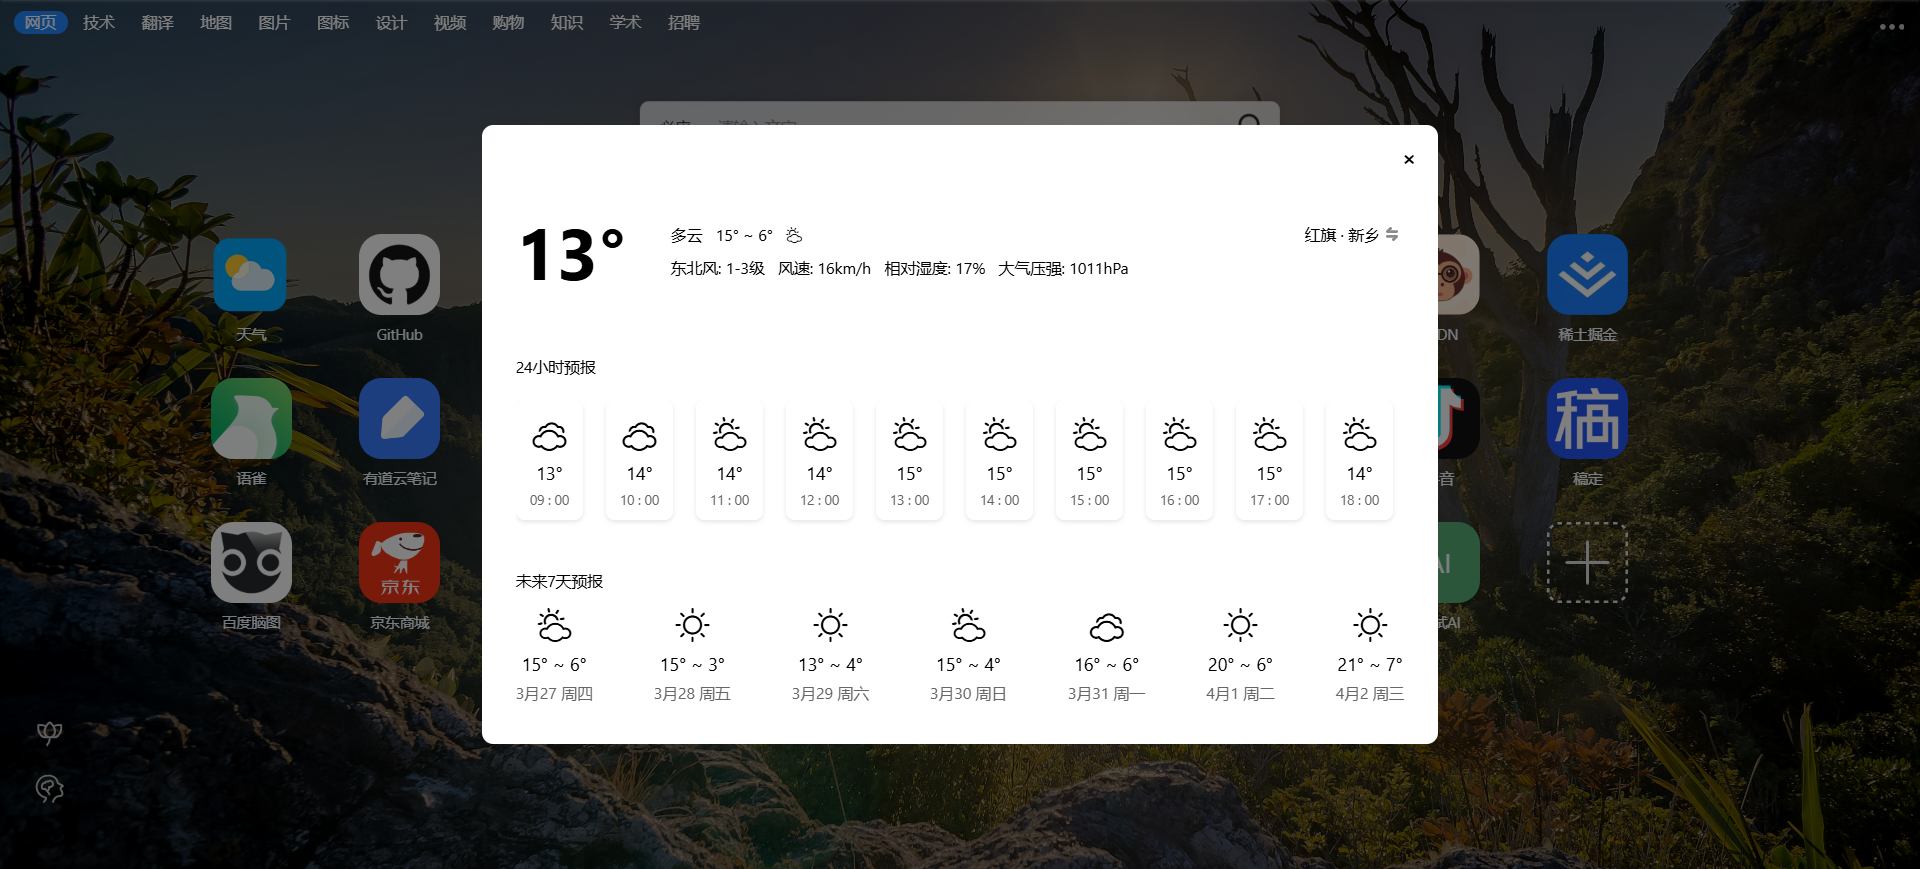 网页 技术 翻译 地图 图片 图标 设计 视频 购物 知识 学术 招聘
13°
多云 15° ~ 6°
红旗 · 新乡
东北风: 1-3级 风速: 16km/h 相对湿度: 17% 大气压强: 1011hPa
24小时预报
13° 14° 14° 14° 15° 15° 15° 15° 15° 14°
09 : 00 10 : 00 11 : 00 12 : 00 13 : 00 14 : 00 15 : 00 16 : 00 17 : 00 18 : 00
未来7天预报
15° ~ 6° 15° ~ 3° 13° ~ 4° 15° ~ 4° 16° ~ 6° 20° ~ 6° 21° ~ 7°
3月27 周四 3月28 周五 3月29 周六 3月30 周日 3月31 周一 4月1 周二 4月2 周三
天气 GitHub DN 稀土掘金
稿
语雀 有道云笔记 音 稿定
京东
AI
百度脑图 京东商城 试AI